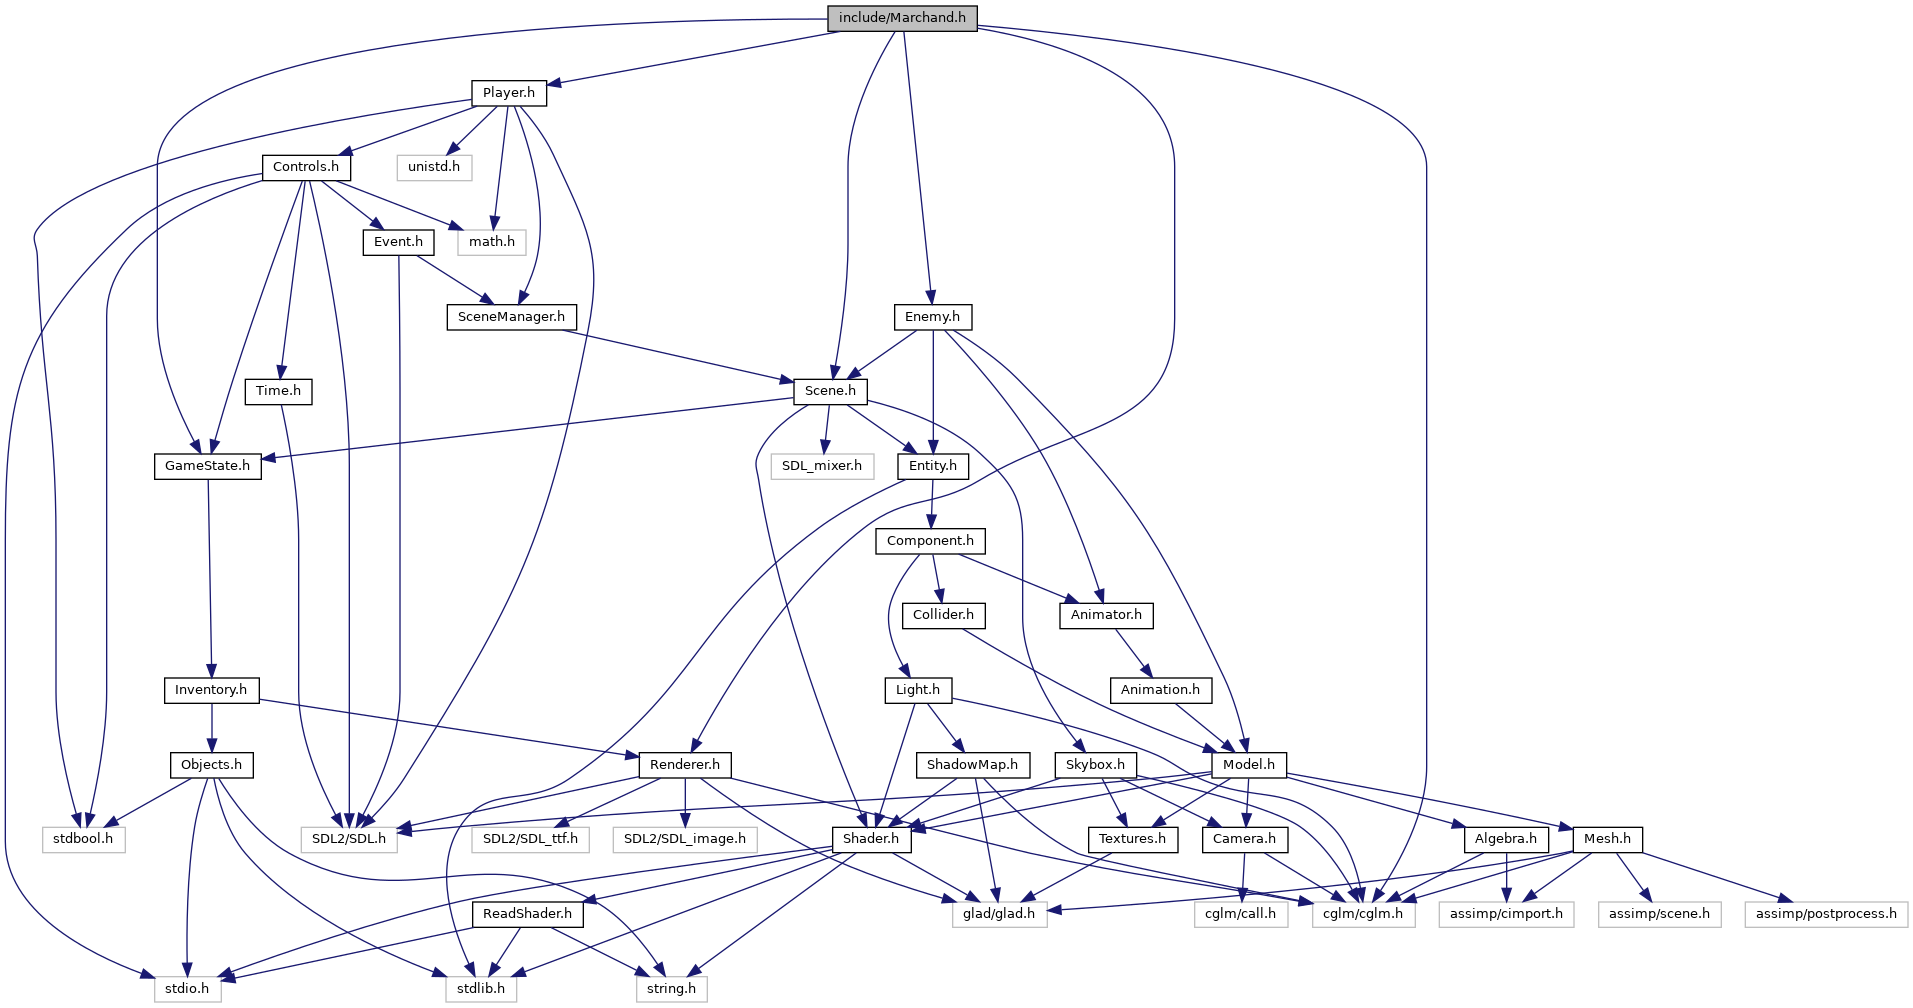 include/Marchand.h
Player.h
Controls.h
unistd.h
Event.h
math.h
SceneManager.h
Enemy.h
Time.h
Scene.h
GameState.h
SDL_mixer.h
Entity.h
Component.h
Collider.h
Animator.h
Inventory.h
Light.h
Animation.h
Objects.h
Renderer.h
ShadowMap.h
Skybox.h
Model.h
stdbool.h
SDL2/SDL.h
SDL2/SDL_ttf.h
SDL2/SDL_image.h
Shader.h
Textures.h
Camera.h
Algebra.h
Mesh.h
ReadShader.h
glad/glad.h
cglm/call.h
cglm/cglm.h
assimp/cimport.h
assimp/scene.h
assimp/postprocess.h
stdio.h
stdlib.h
string.h